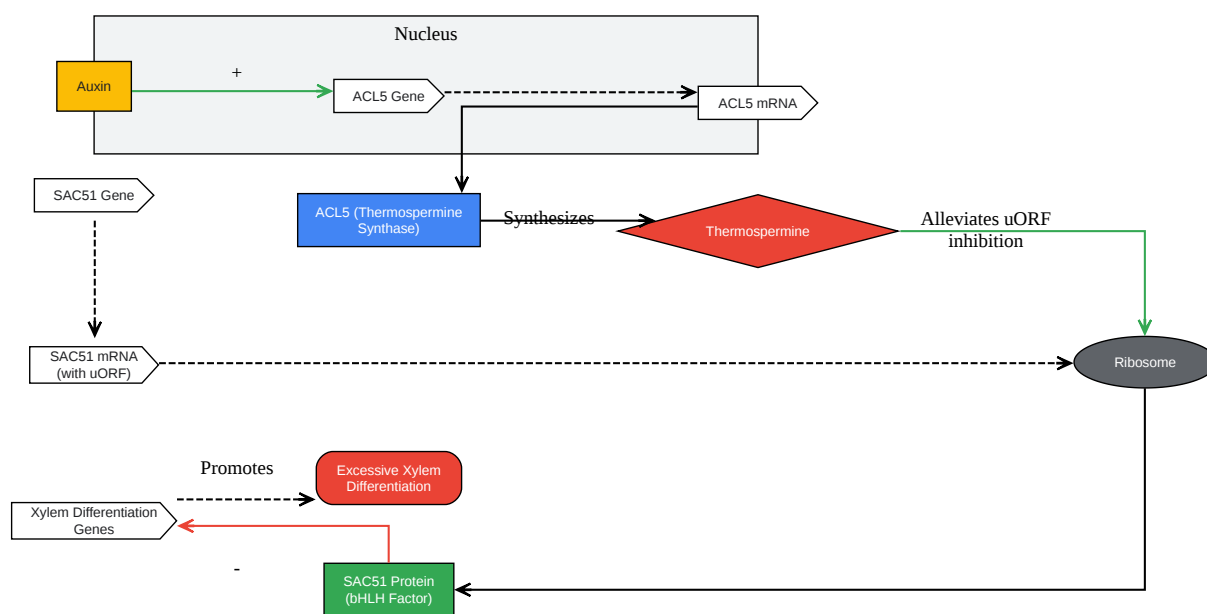 Nucleus
Auxin
+
ACL5 Gene
ACL5 mRNA
SAC51 Gene
ACL5 (Thermospermine
Synthase)
Synthesizes
Thermospermine
Alleviates uORF
inhibition
SAC51 mRNA
(with uORF)
Ribosome
Promotes
Excessive Xylem
Differentiation
Xylem Differentiation
Genes
-
SAC51 Protein
(bHLH Factor)